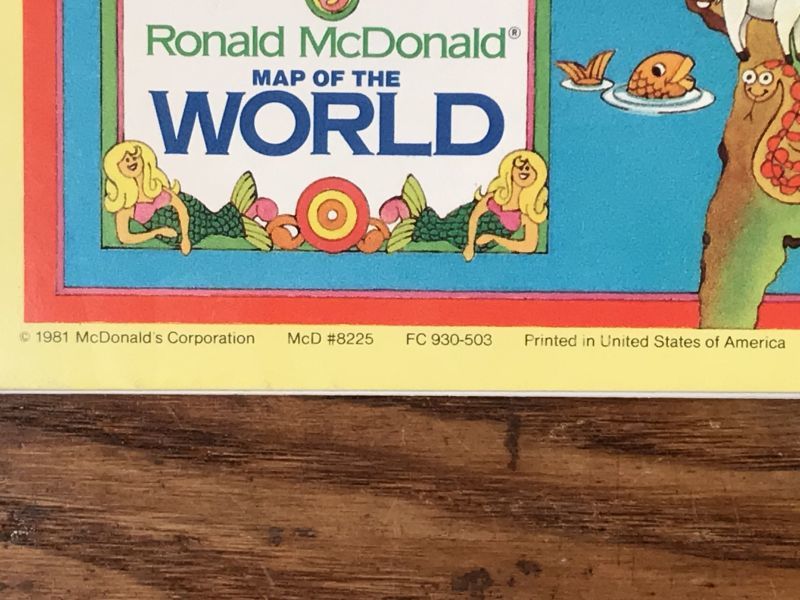 Ronald McDonald®
MAP OF THE
WORLD
© 1981 McDonald's Corporation McD #8225 FC 930-503 Printed in United States of America